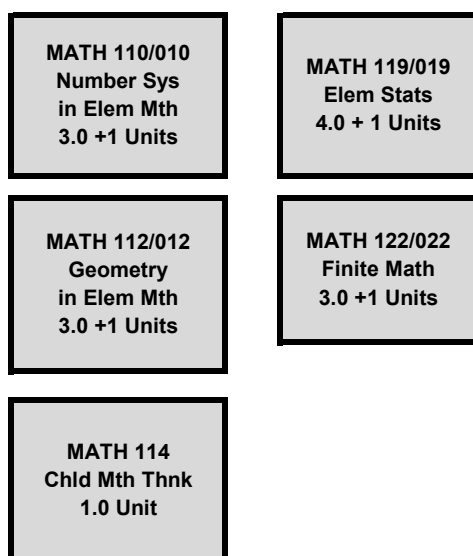 MATH 110/010
Number Sys
in Elem Mth
3.0 +1 Units
MATH 119/019
Elem Stats
4.0 + 1 Units
MATH 112/012
Geometry
in Elem Mth
3.0 +1 Units
MATH 122/022
Finite Math
3.0 +1 Units
MATH 114
Chld Mth Thnk
1.0 Unit